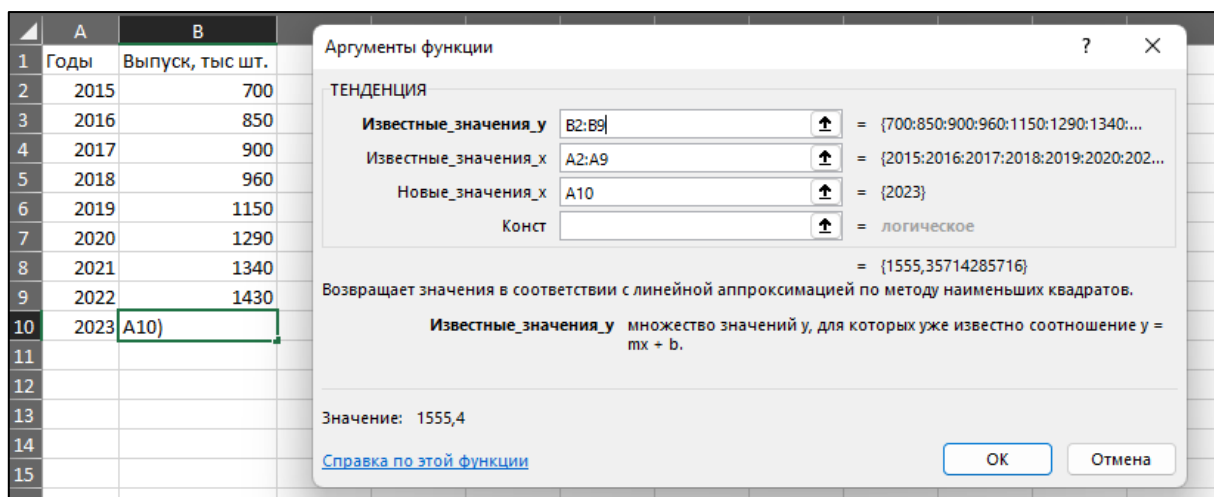 A B
1 Годы Выпуск, тыс шт.
2 2015 700
3 2016 850
4 2017 900
5 2018 960
6 2019 1150
7 2020 1290
8 2021 1340
9 2022 1430
10 2023 A10)
11
12
13
14
15
Аргументы функции ? ×
ТЕНДЕНЦИЯ
Известные_значения_y B2:B9 = {700:850:900:960:1150:1290:1340:...
Известные_значения_x A2:A9 = {2015:2016:2017:2018:2019:2020:202...
Новые_значения_x A10 = {2023}
Конст = логическое
= {1555,35714285716}
Возвращает значения в соответствии с линейной аппроксимацией по методу наименьших квадратов.
Известные_значения_y множество значений y, для которых уже известно соотношение y =
mx + b.
Значение: 1555,4
Справка по этой функции
ОК Отмена